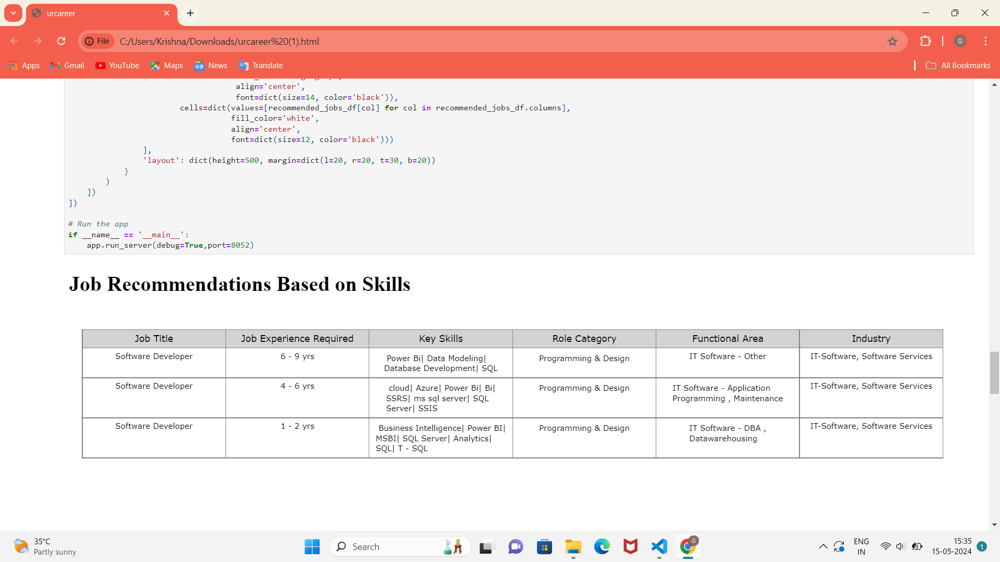 urcareer
File C:/Users/Krishna/Downloads/urcareer%20(1).html
G
Apps Gmail YouTube Maps News Translate All Bookmarks
align='center',
font=dict(size=14, color='black')),
cells=dict(values=[recommended_jobs_df[col] for col in recommended_jobs_df.columns],
fill_color='white',
align='center',
font=dict(size=12, color='black')))
],
'layout': dict(height=500, margin=dict(l=20, r=20, t=30, b=20))
}
)
])
])
# Run the app
if __name__ == '__main__':
app.run_server(debug=True,port=8052)
Job Recommendations Based on Skills
Job Title Job Experience Required Key Skills Role Category Functional Area Industry
Software Developer 6 - 9 yrs Power Bi| Data Modeling| Programming & Design IT Software - Other IT-Software, Software Services
Database Development| SQL
Software Developer 4 - 6 yrs cloud| Azure| Power Bi| Bi| Programming & Design IT Software - Application IT-Software, Software Services
SSRS| ms sql server| SQL Programming , Maintenance
Server| SSIS
Software Developer 1 - 2 yrs Business Intelligence| Power BI| Programming & Design IT Software - DBA , IT-Software, Software Services
MSBI| SQL Server| Analytics| Datawarehousing
SQL| T - SQL
35°C
Partly sunny
Search
G
ENG
IN
15:35
15-05-2024
1